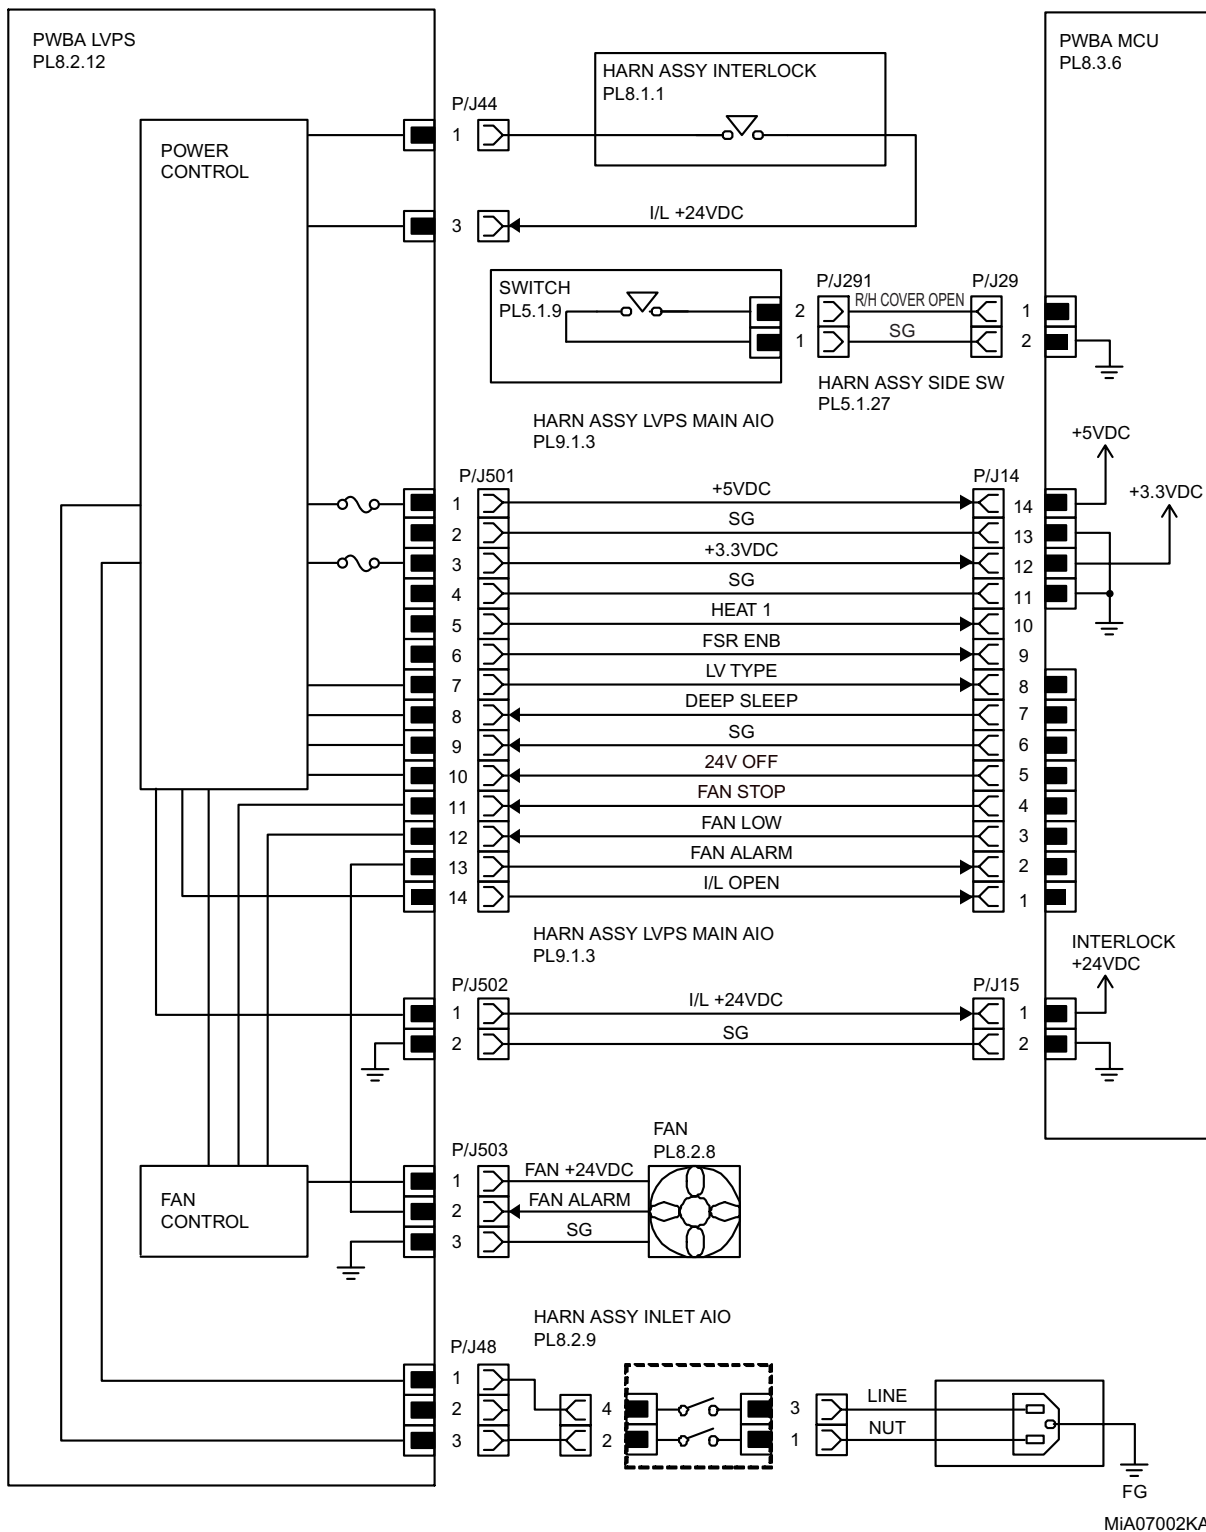 PWBA LVPS
PL8.2.12
PWBA MCU
PL8.3.6
HARN ASSY INTERLOCK
PL8.1.1
P/J44
1
POWER
CONTROL
3
I/L +24VDC
SWITCH
PL5.1.9
P/J291
P/J29
2
R/H COVER OPEN
1
1
SG
2
HARN ASSY SIDE SW
PL5.1.27
HARN ASSY LVPS MAIN AIO
PL9.1.3
+5VDC
+3.3VDC
P/J501
P/J14
1
+5VDC
14
2
SG
13
3
+3.3VDC
12
4
SG
11
5
HEAT 1
10
6
FSR ENB
9
7
LV TYPE
8
8
DEEP SLEEP
7
9
SG
6
10
24V OFF
5
11
FAN STOP
4
12
FAN LOW
3
13
FAN ALARM
2
14
I/L OPEN
1
HARN ASSY LVPS MAIN AIO
PL9.1.3
INTERLOCK
+24VDC
P/J502
P/J15
1
I/L +24VDC
1
2
SG
2
FAN
PL8.2.8
P/J503
1
FAN +24VDC
2
FAN ALARM
3
SG
FAN
CONTROL
HARN ASSY INLET AIO
PL8.2.9
P/J48
1
2
3
4
3
LINE
2
1
NUT
FG
MiA07002KA